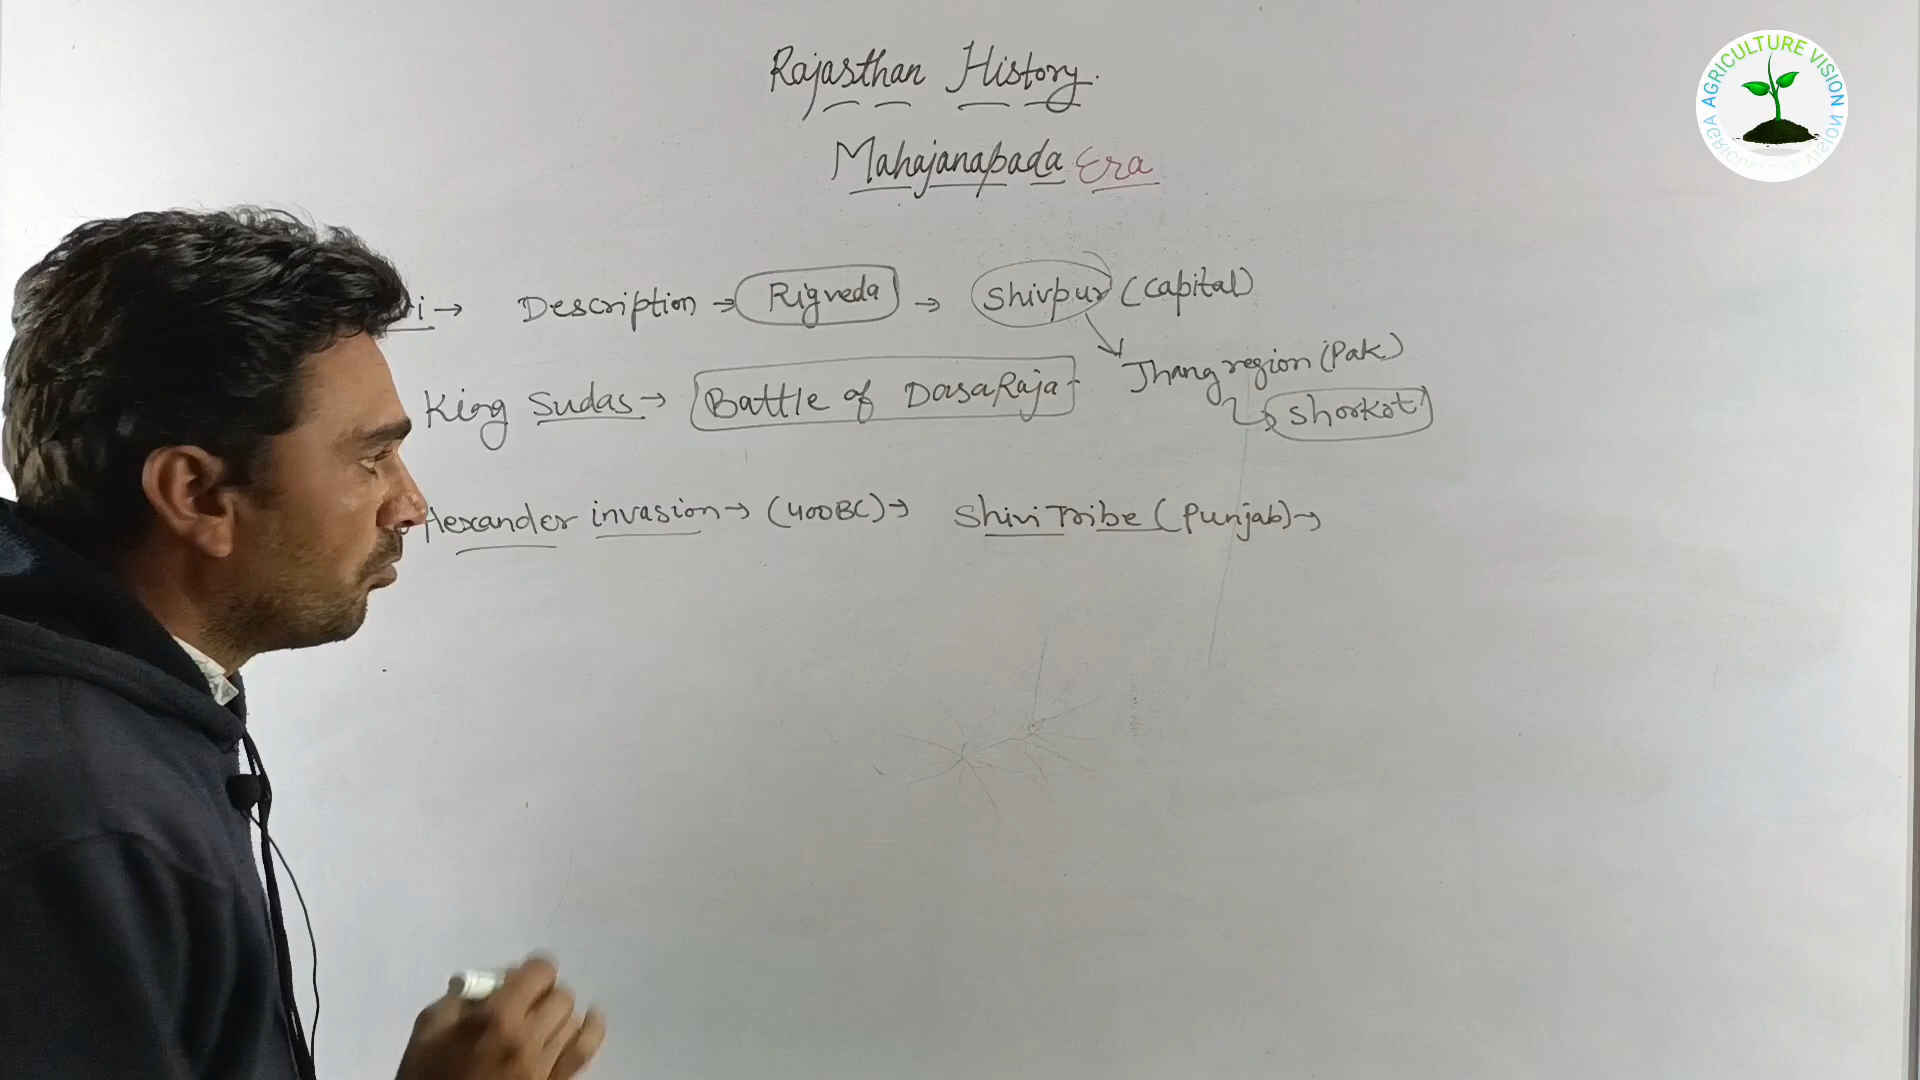 Rajasthan History.
Mahajanapada Era
→ Description → Rigveda → Shivpur (Capital)
Jhang region (Pak)
King Sudas → Battle of DasaRaja
Shorkot
lexander invasion → (400BC) → Shivi Tribe (Punjab) →
AGRICULTURE VISION